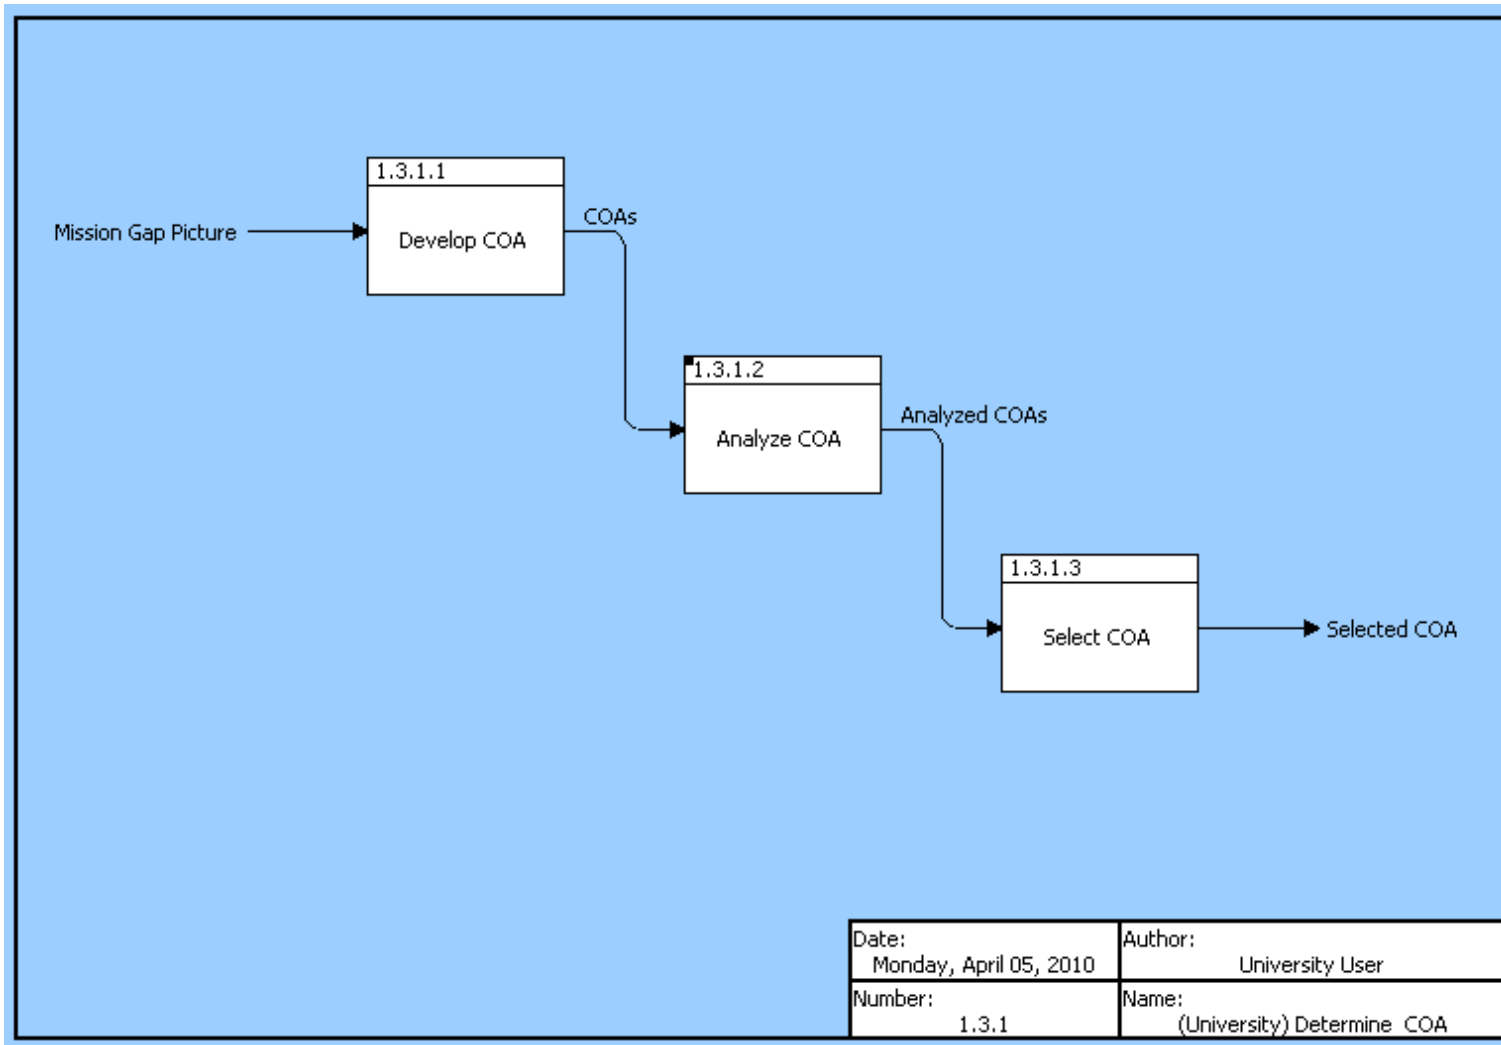 1.3.1.1
Mission Gap Picture
Develop COA
COAs
1.3.1.2
Analyze COA
Analyzed COAs
1.3.1.3
Select COA
Selected COA
Date:
Monday, April 05, 2010
Author:
University User
Number:
1.3.1
Name:
(University) Determine COA